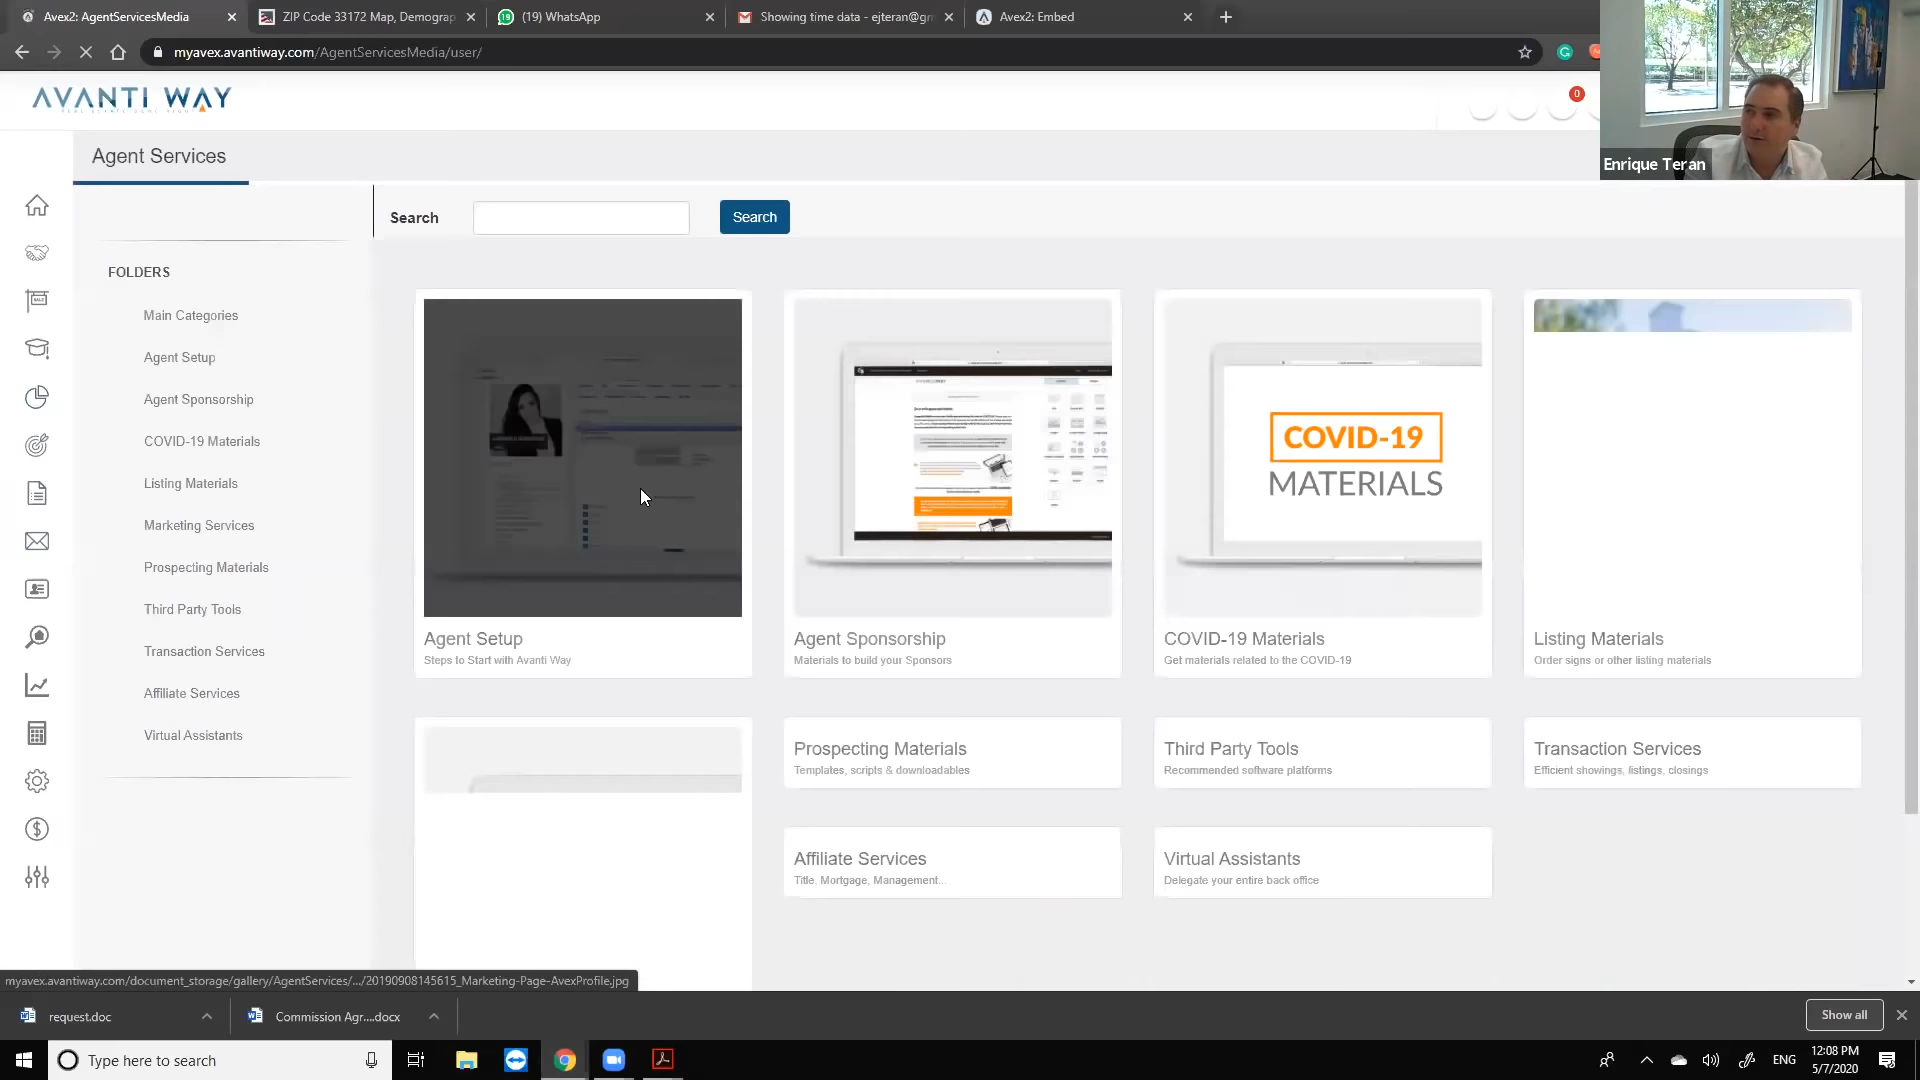 Avex2: AgentServicesMedia
ZIP Code 33172 Map, Demograp
(19) WhatsApp
Showing time data - ejteran@gm
Avex2: Embed
myavex.avantiway.com/AgentServicesMedia/user/
AVANTI WAY
0
Enrique Teran
Agent Services
Search
Search
FOLDERS
Main Categories
Agent Setup
Agent Sponsorship
COVID-19 Materials
Listing Materials
Marketing Services
Prospecting Materials
Third Party Tools
Transaction Services
Affiliate Services
Virtual Assistants
COVID-19
MATERIALS
Agent Setup
Steps to Start with Avanti Way
Agent Sponsorship
Materials to build your Sponsors
COVID-19 Materials
Get materials related to the COVID-19
Listing Materials
Order signs or other listing materials
Prospecting Materials
Templates, scripts & downloadables
Third Party Tools
Recommended software platforms
Transaction Services
Efficient showings, listings, closings
Affiliate Services
Title, Mortgage, Management...
Virtual Assistants
Delegate your entire back office
myavex.avantiway.com/document_storage/gallery/AgentServices/.../20190908145615_Marketing-Page-AvexProfile.jpg
request.doc
Commission Agr....docx
Show all
Type here to search
ENG
12:08 PM
5/7/2020